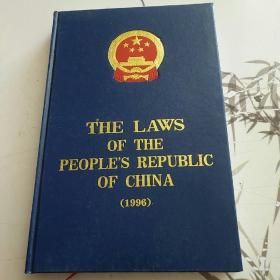 THE LAWS
OF THE
PEOPLE'S REPUBLIC
OF CHINA
(1996)